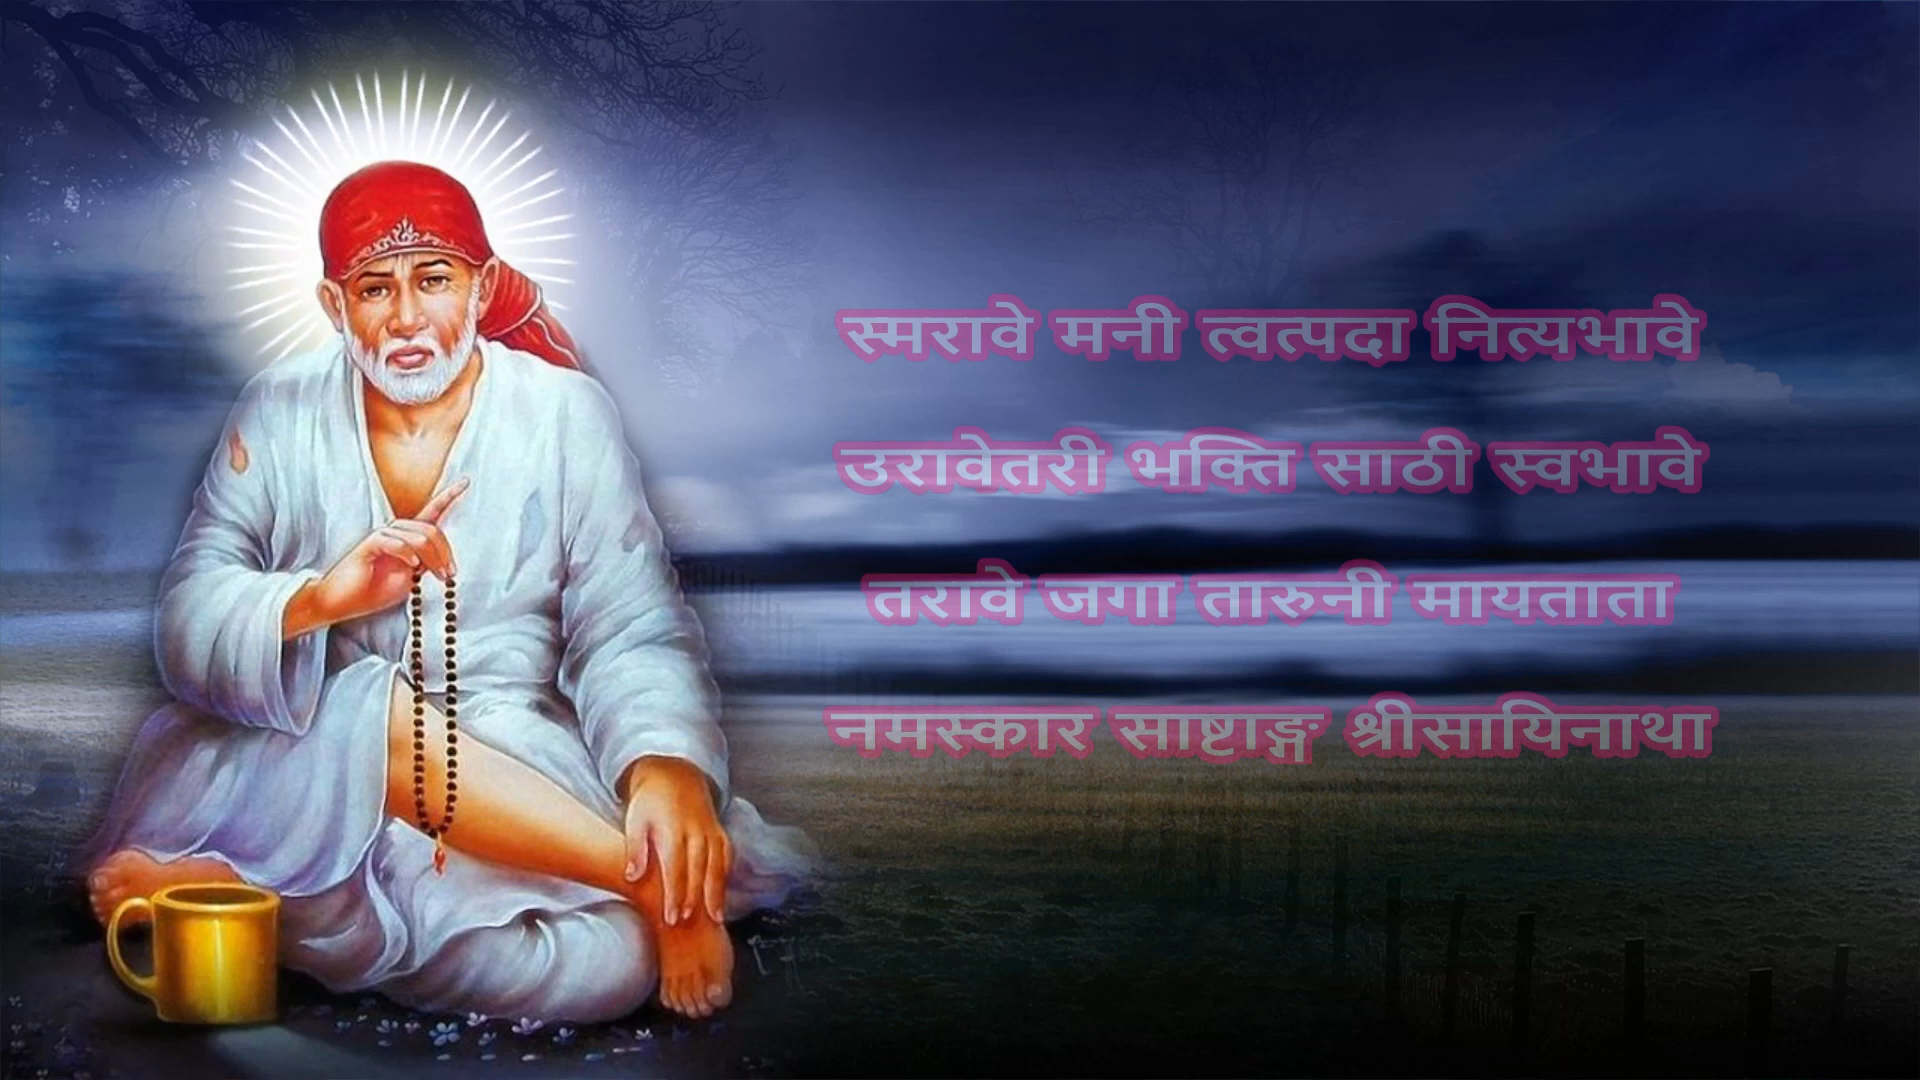 स्मरावे मनी त्वत्पदा नित्यभावे
उरावेतरी भक्ति साठी स्वभावे
तरावे जगा तारुनी मायताता
नमस्कार साष्टाङ्ग श्रीसायिनाथा